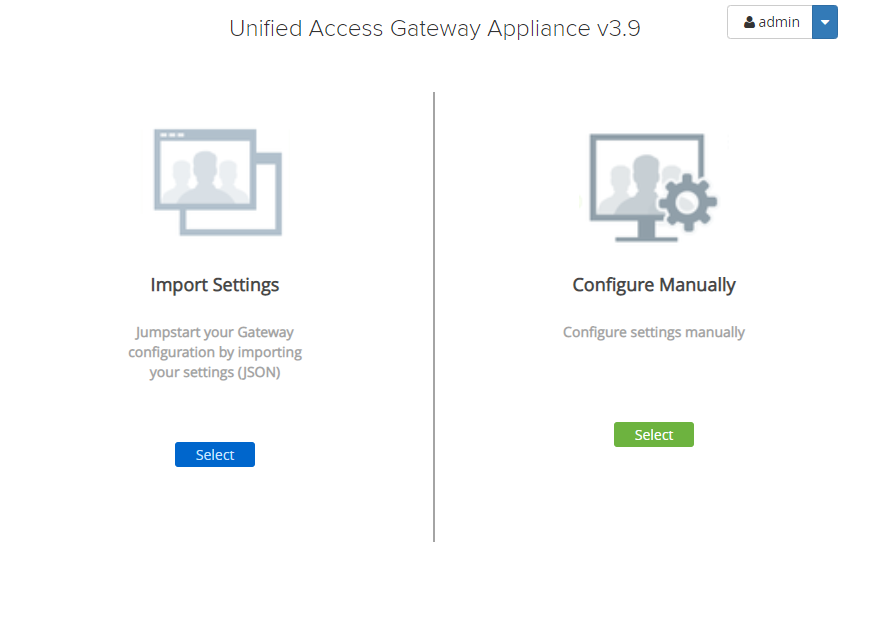 Unified Access Gateway Appliance v3.9
admin
Import Settings
Jumpstart your Gateway
configuration by importing
your settings (JSON)
Select
Configure Manually
Configure settings manually
Select